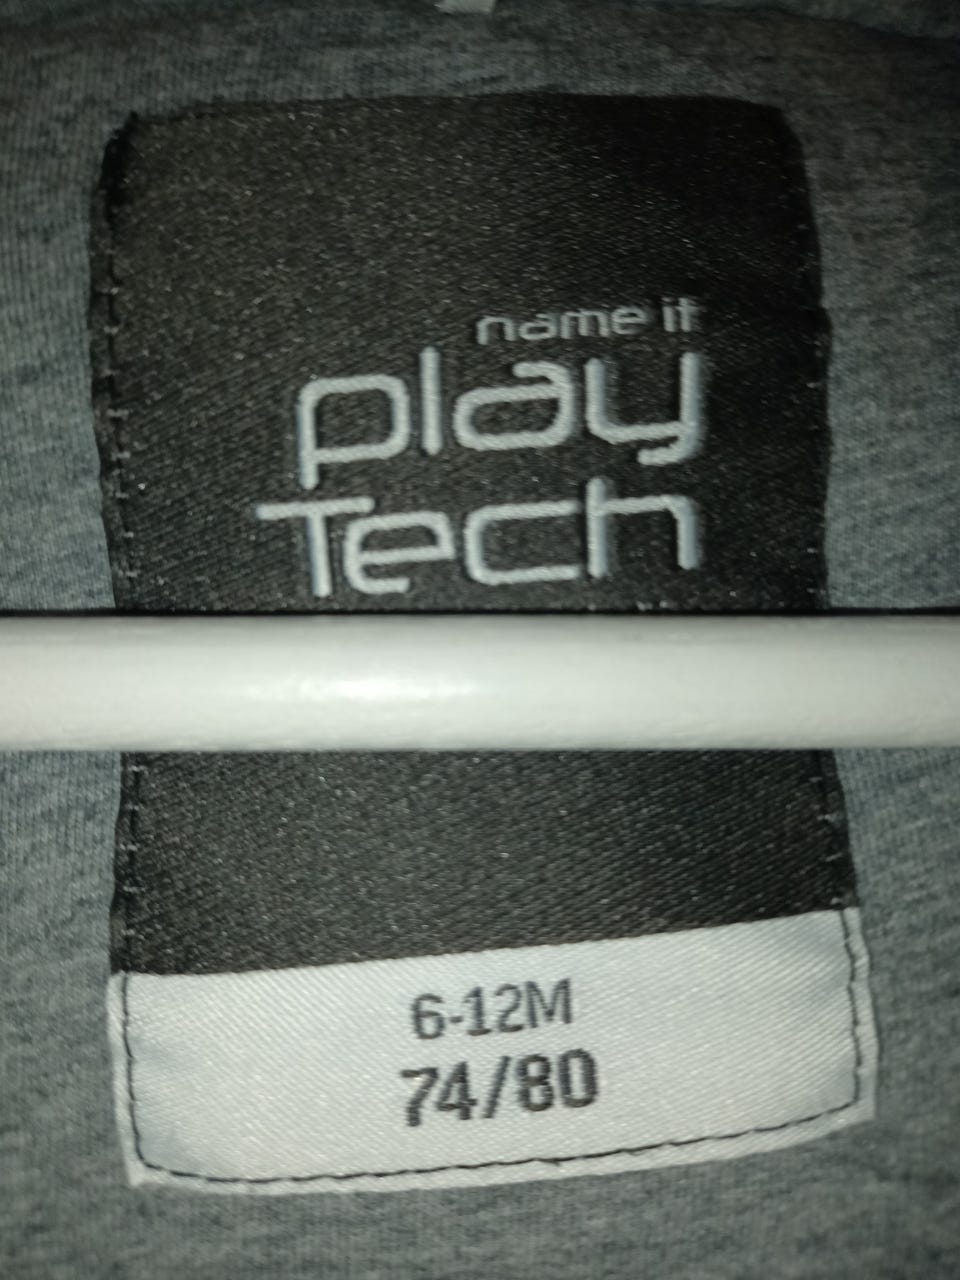 name it
play
Tech
6-12M
74/80